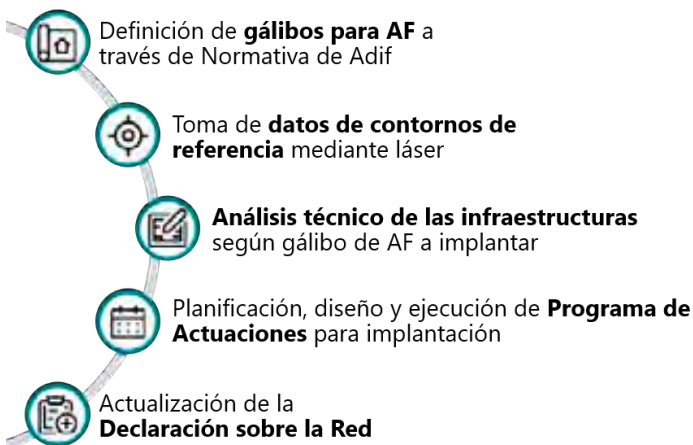 Definición de gálibos para AF a
través de Normativa de Adif
Toma de datos de contornos de
referencia mediante láser
Análisis técnico de las infraestructuras
según gálibo de AF a implantar
Planificación, diseño y ejecución de Programa de
Actuaciones para implantación
Actualización de la
Declaración sobre la Red